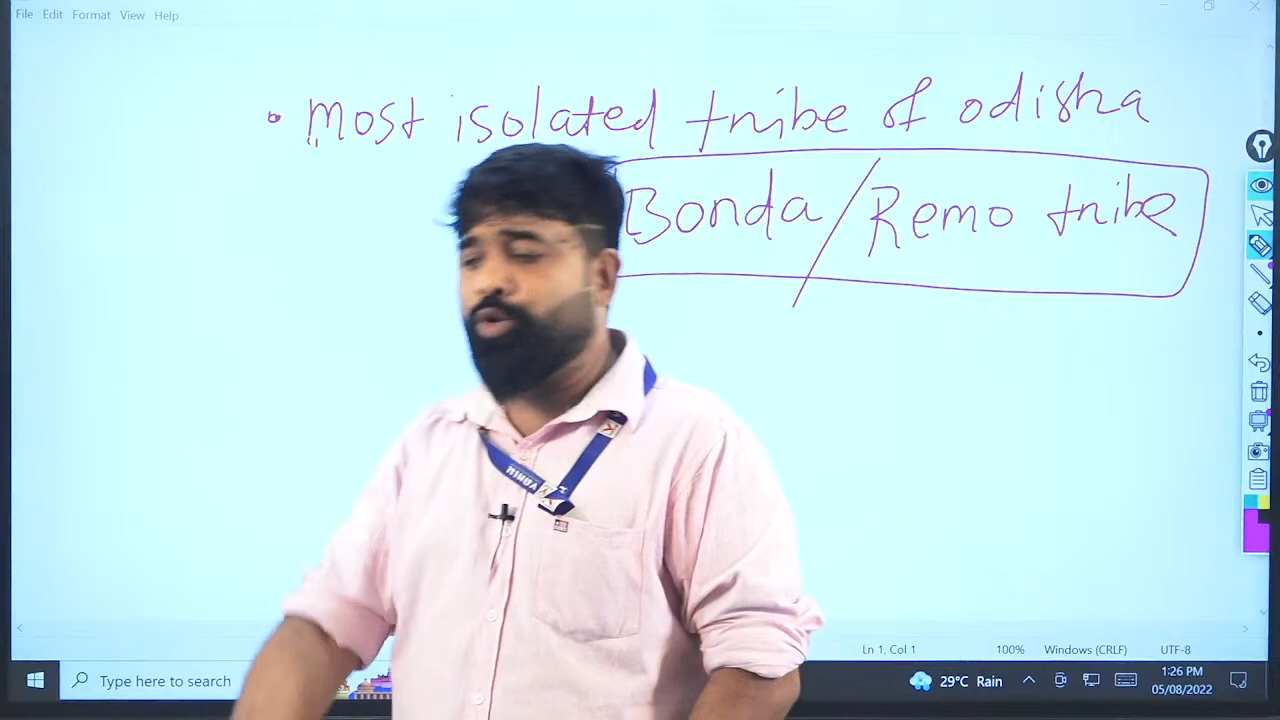 File Edit Format View Help
• most isolated tribe of odisha
Bonda/Remo tribe
Ln 1, Col 1 100% Windows (CRLF) UTF-8
Type here to search 29°C Rain 1:26 PM
05/08/2022